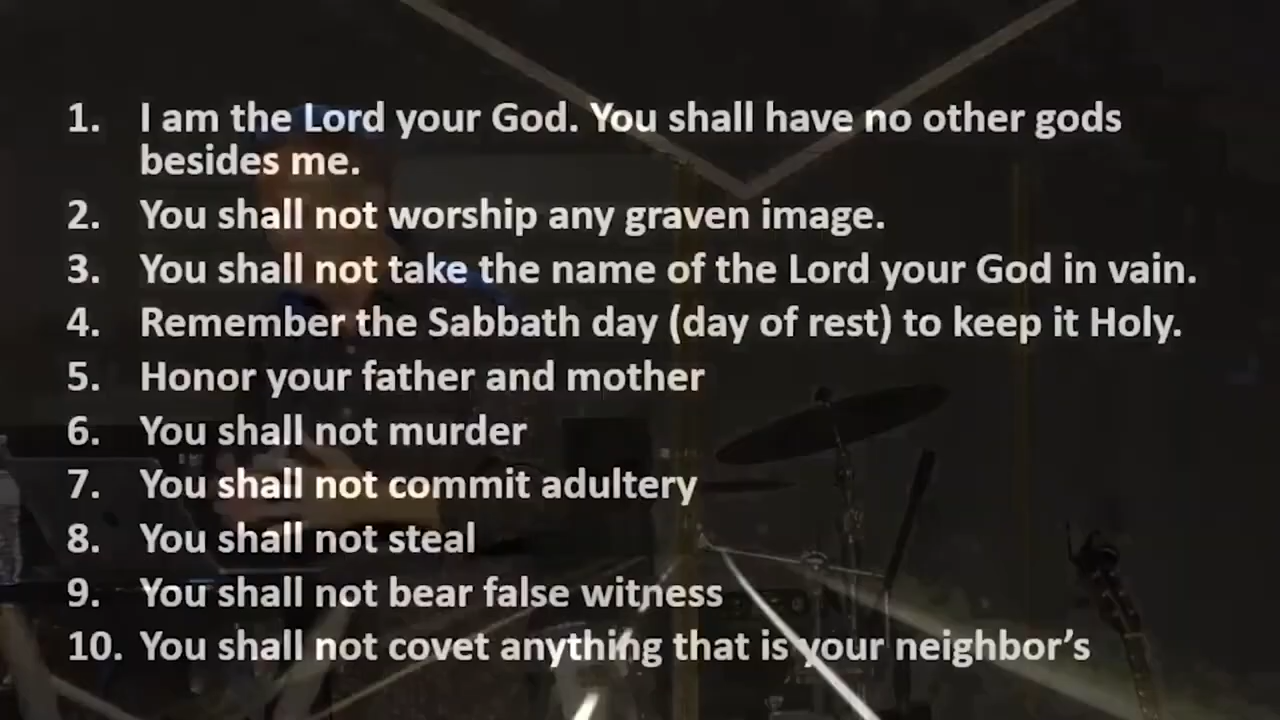 1. I am the Lord your God. You shall have no other gods
besides me.
2. You shall not worship any graven image.
3. You shall not take the name of the Lord your God in vain.
4. Remember the Sabbath day (day of rest) to keep it Holy.
5. Honor your father and mother
6. You shall not murder
7. You shall not commit adultery
8. You shall not steal
9. You shall not bear false witness
10. You shall not covet anything that is your neighbor’s